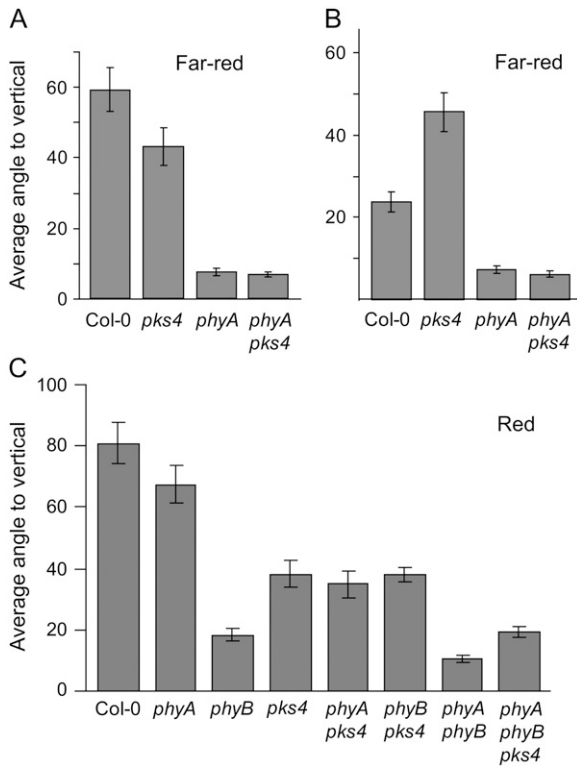 A
Far-red
Average angle to vertical
60
40
20
0
Col-0 pks4 phyA phyA
pks4
B
Far-red
60
40
20
Col-0 pks4 phyA phyA
pks4
C
Red
Average angle to vertical
100
80
60
40
20
0
Col-0 phyA phyB pks4 phyA phyB phyA phyA
pks4 pks4 phyB phyB
pks4